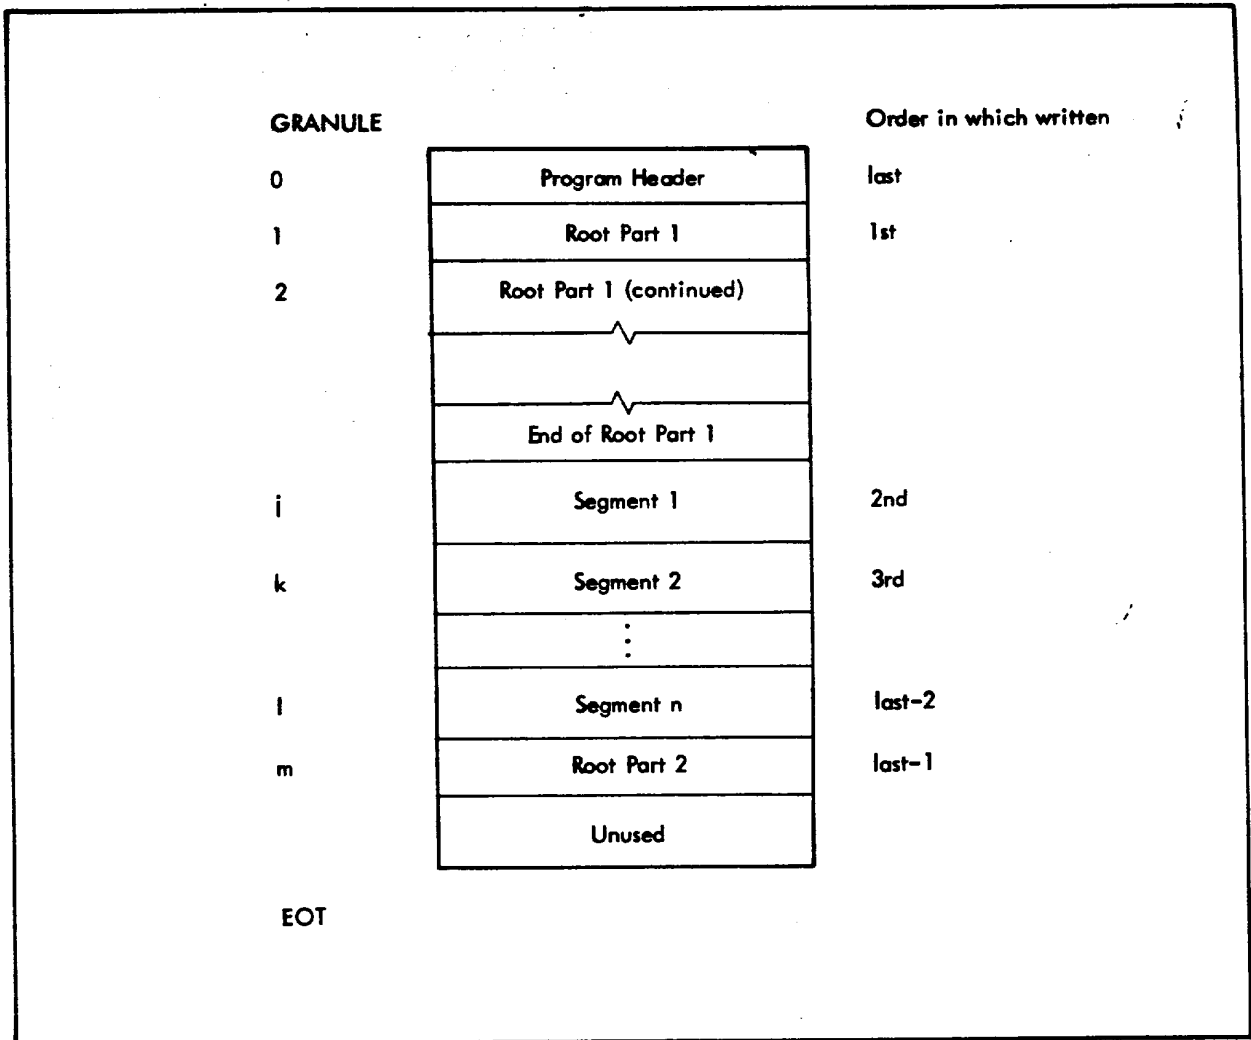 GRANULE Order in which written
0 Program Header last
1 Root Part 1 1st
2 Root Part 1 (continued)
End of Root Part 1
j Segment 1 2nd
k Segment 2 3rd
⋮
l Segment n last-2
m Root Part 2 last-1
Unused
EOT